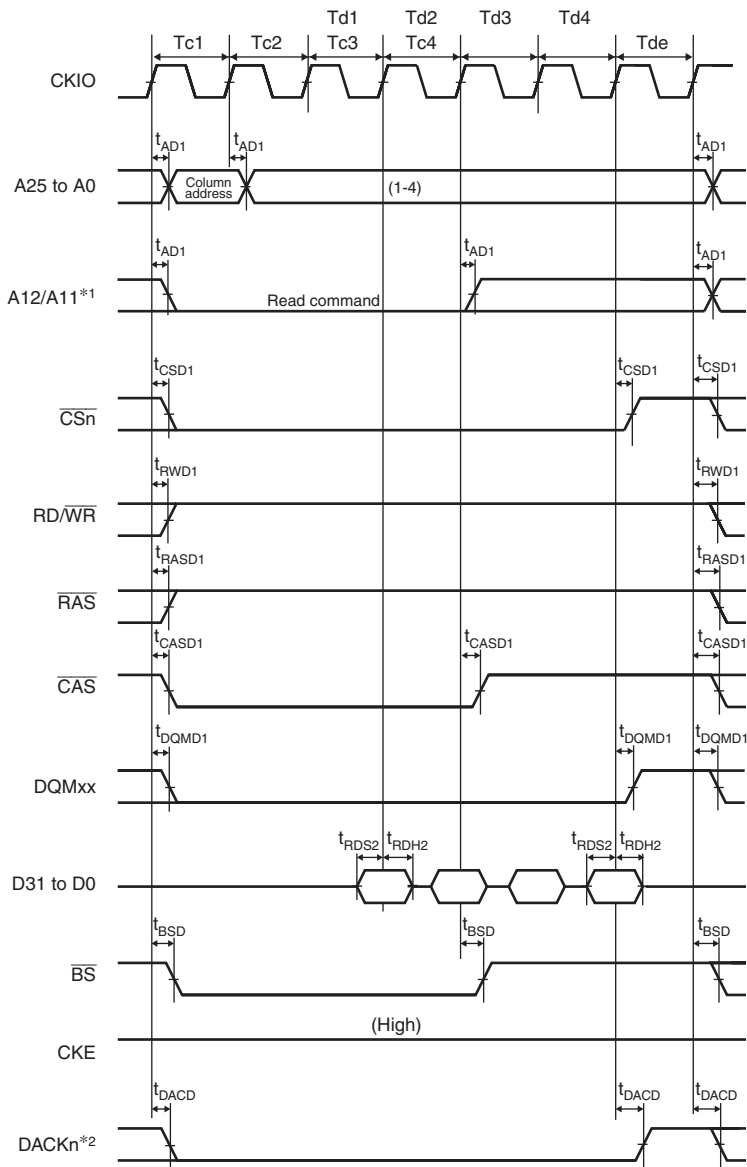 Td1 Td2 Td3 Td4
Tc1 Tc2 Tc3 Tc4 Tde
CKIO
tAD1 tAD1 tAD1
A25 to A0 Column address (1-4)
tAD1 tAD1 tAD1
A12/A11*1 Read command
tCSD1 tCSD1 tCSD1
CSn
tRWD1 tRWD1
RD/WR
tRASD1 tRASD1
RAS
tCASD1 tCASD1 tCASD1
CAS
tDQMD1 tDQMD1 tDQMD1
DQMxx
tRDS2 tRDH2 tRDS2 tRDH2
D31 to D0
tBSD tBSD tBSD
BS
(High)
CKE
tDACD tDACD tDACD
DACKn*2